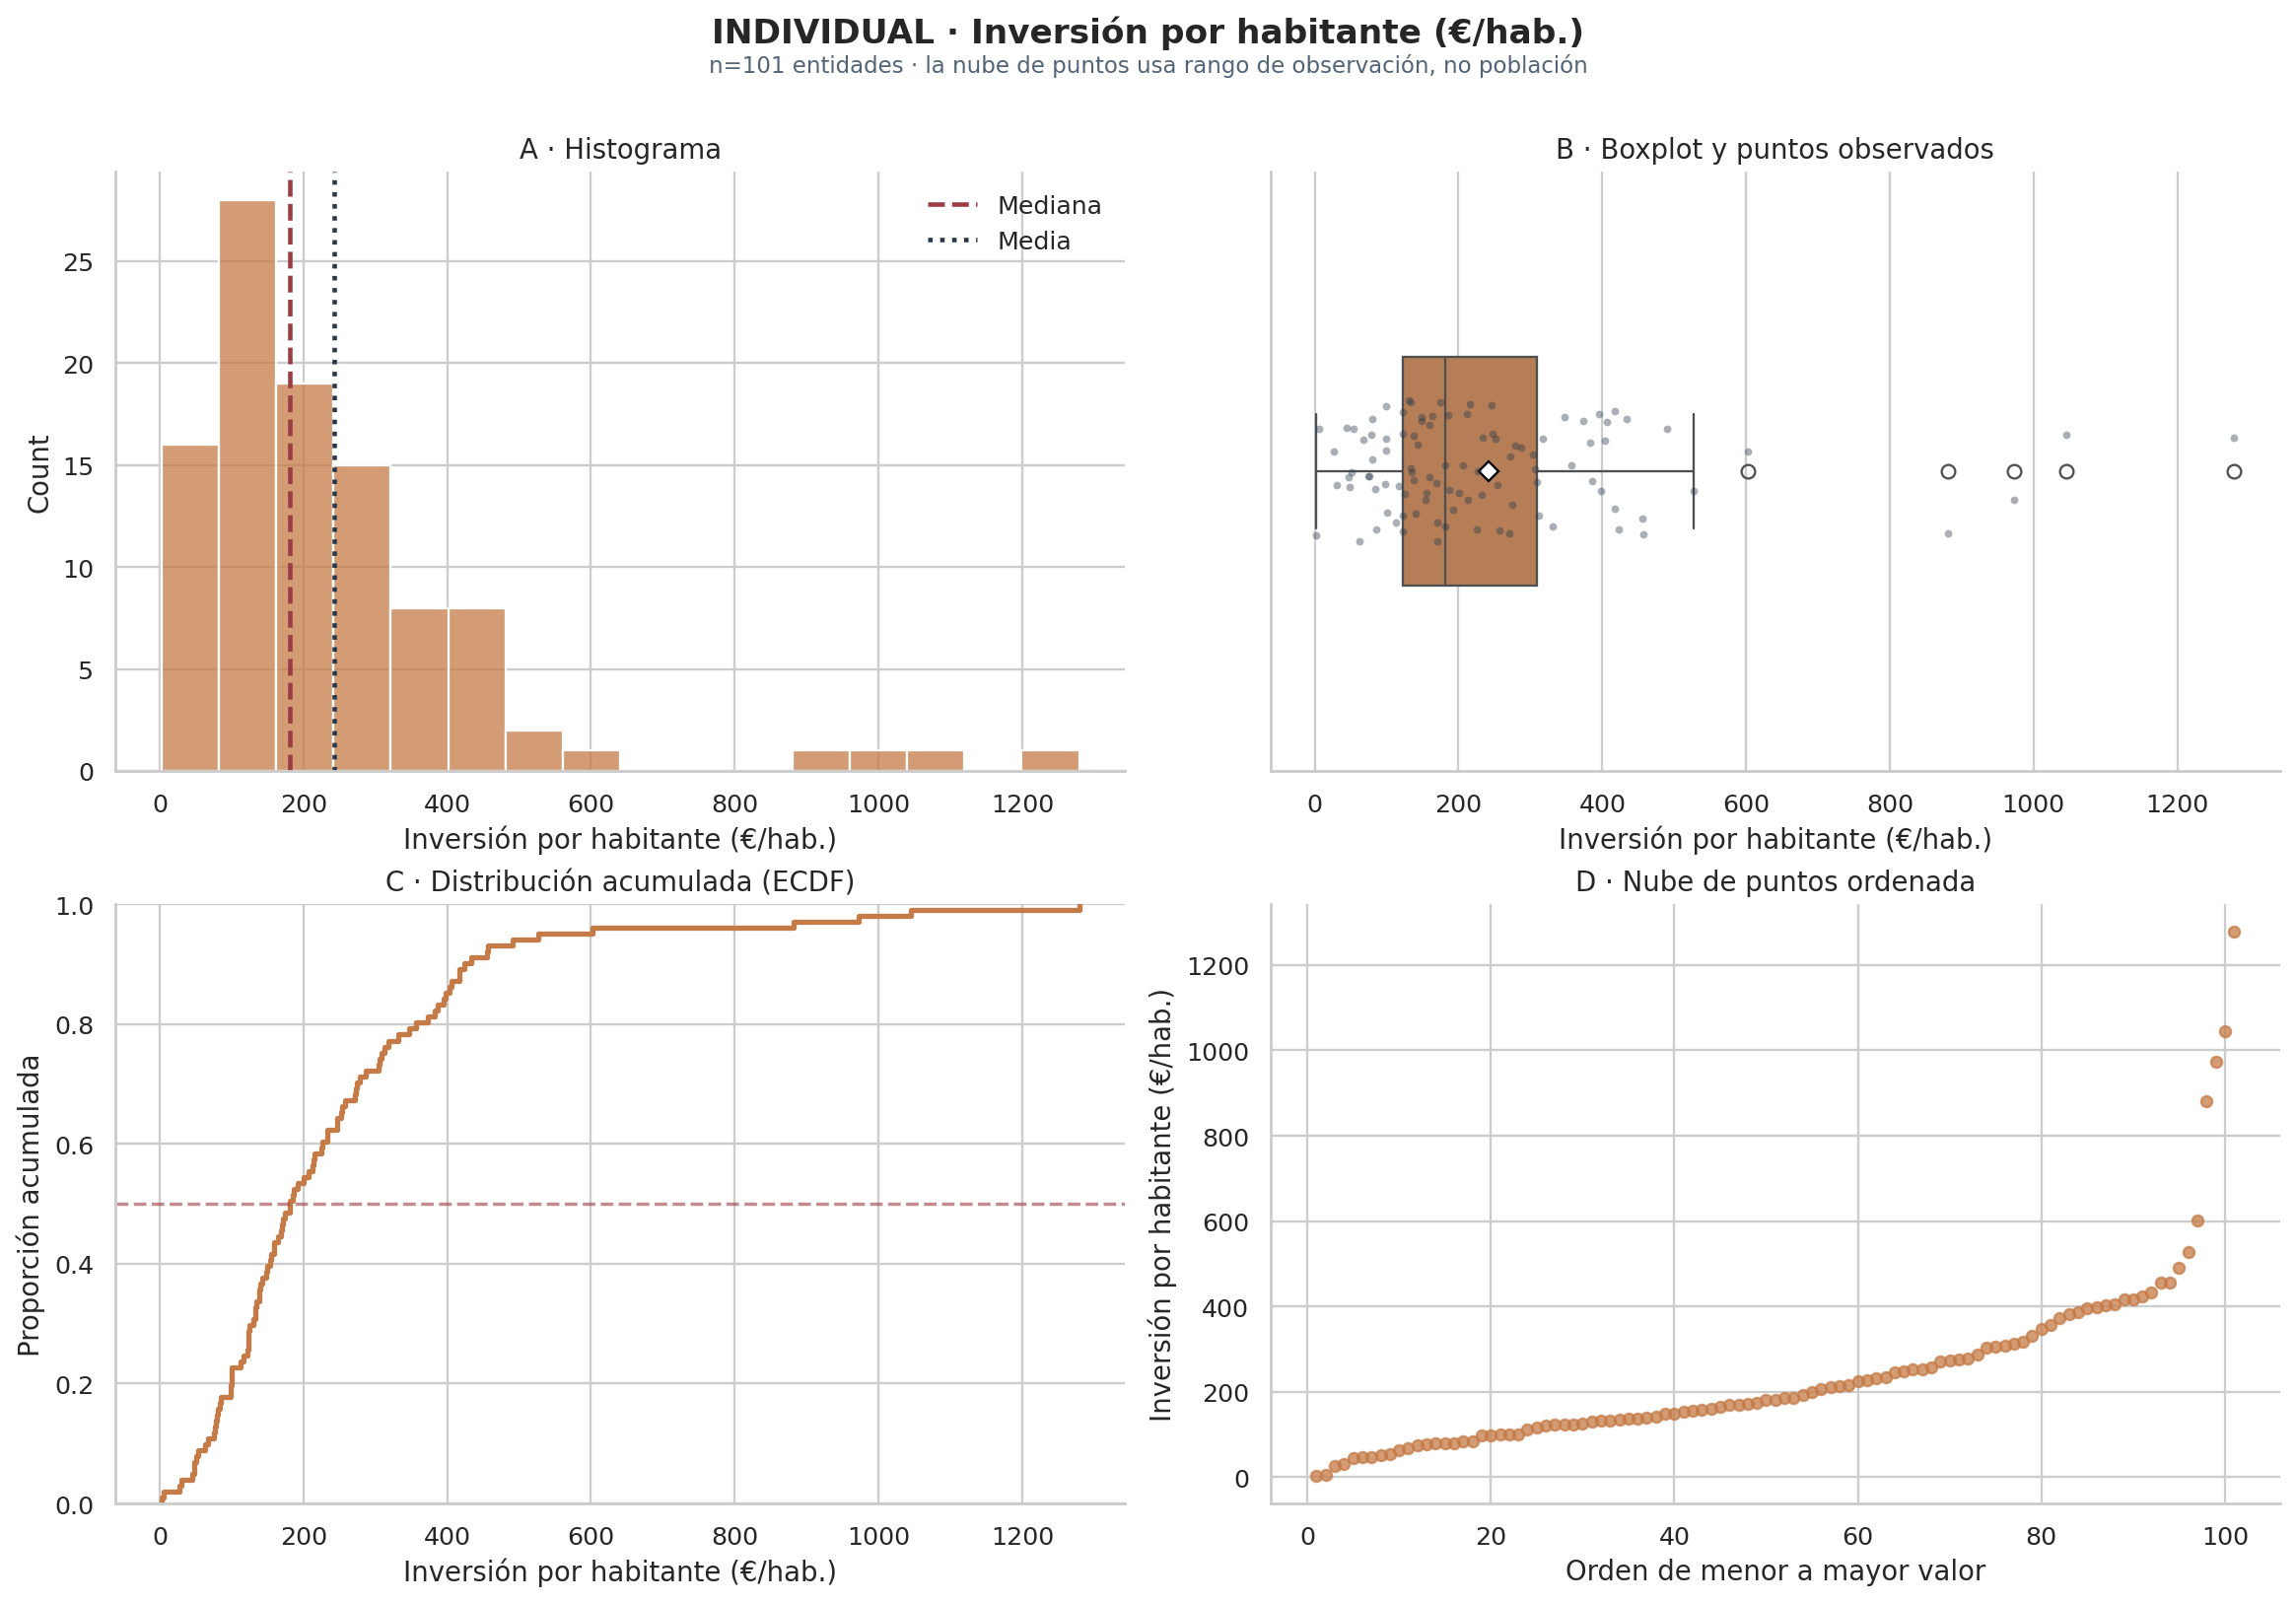 INDIVIDUAL · Inversión por habitante (€/hab.)
n=101 entidades · la nube de puntos usa rango de observación, no población
A · Histograma
Mediana
Media
Count
25
20
15
10
5
0
0 200 400 600 800 1000 1200
Inversión por habitante (€/hab.)
B · Boxplot y puntos observados
0 200 400 600 800 1000 1200
Inversión por habitante (€/hab.)
C · Distribución acumulada (ECDF)
Proporción acumulada
1.0
0.8
0.6
0.4
0.2
0.0
0 200 400 600 800 1000 1200
Inversión por habitante (€/hab.)
D · Nube de puntos ordenada
Inversión por habitante (€/hab.)
1200
1000
800
600
400
200
0
0 20 40 60 80 100
Orden de menor a mayor valor